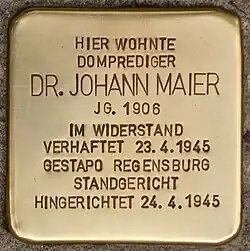 HIER WOHNTE
DOMPREDIGER
DR. JOHANN MAIER
JG. 1906
IM WIDERSTAND
VERHAFTET 23.4.1945
GESTAPO REGENSBURG
STANDGERICHT
HINGERICHTET 24.4.1945